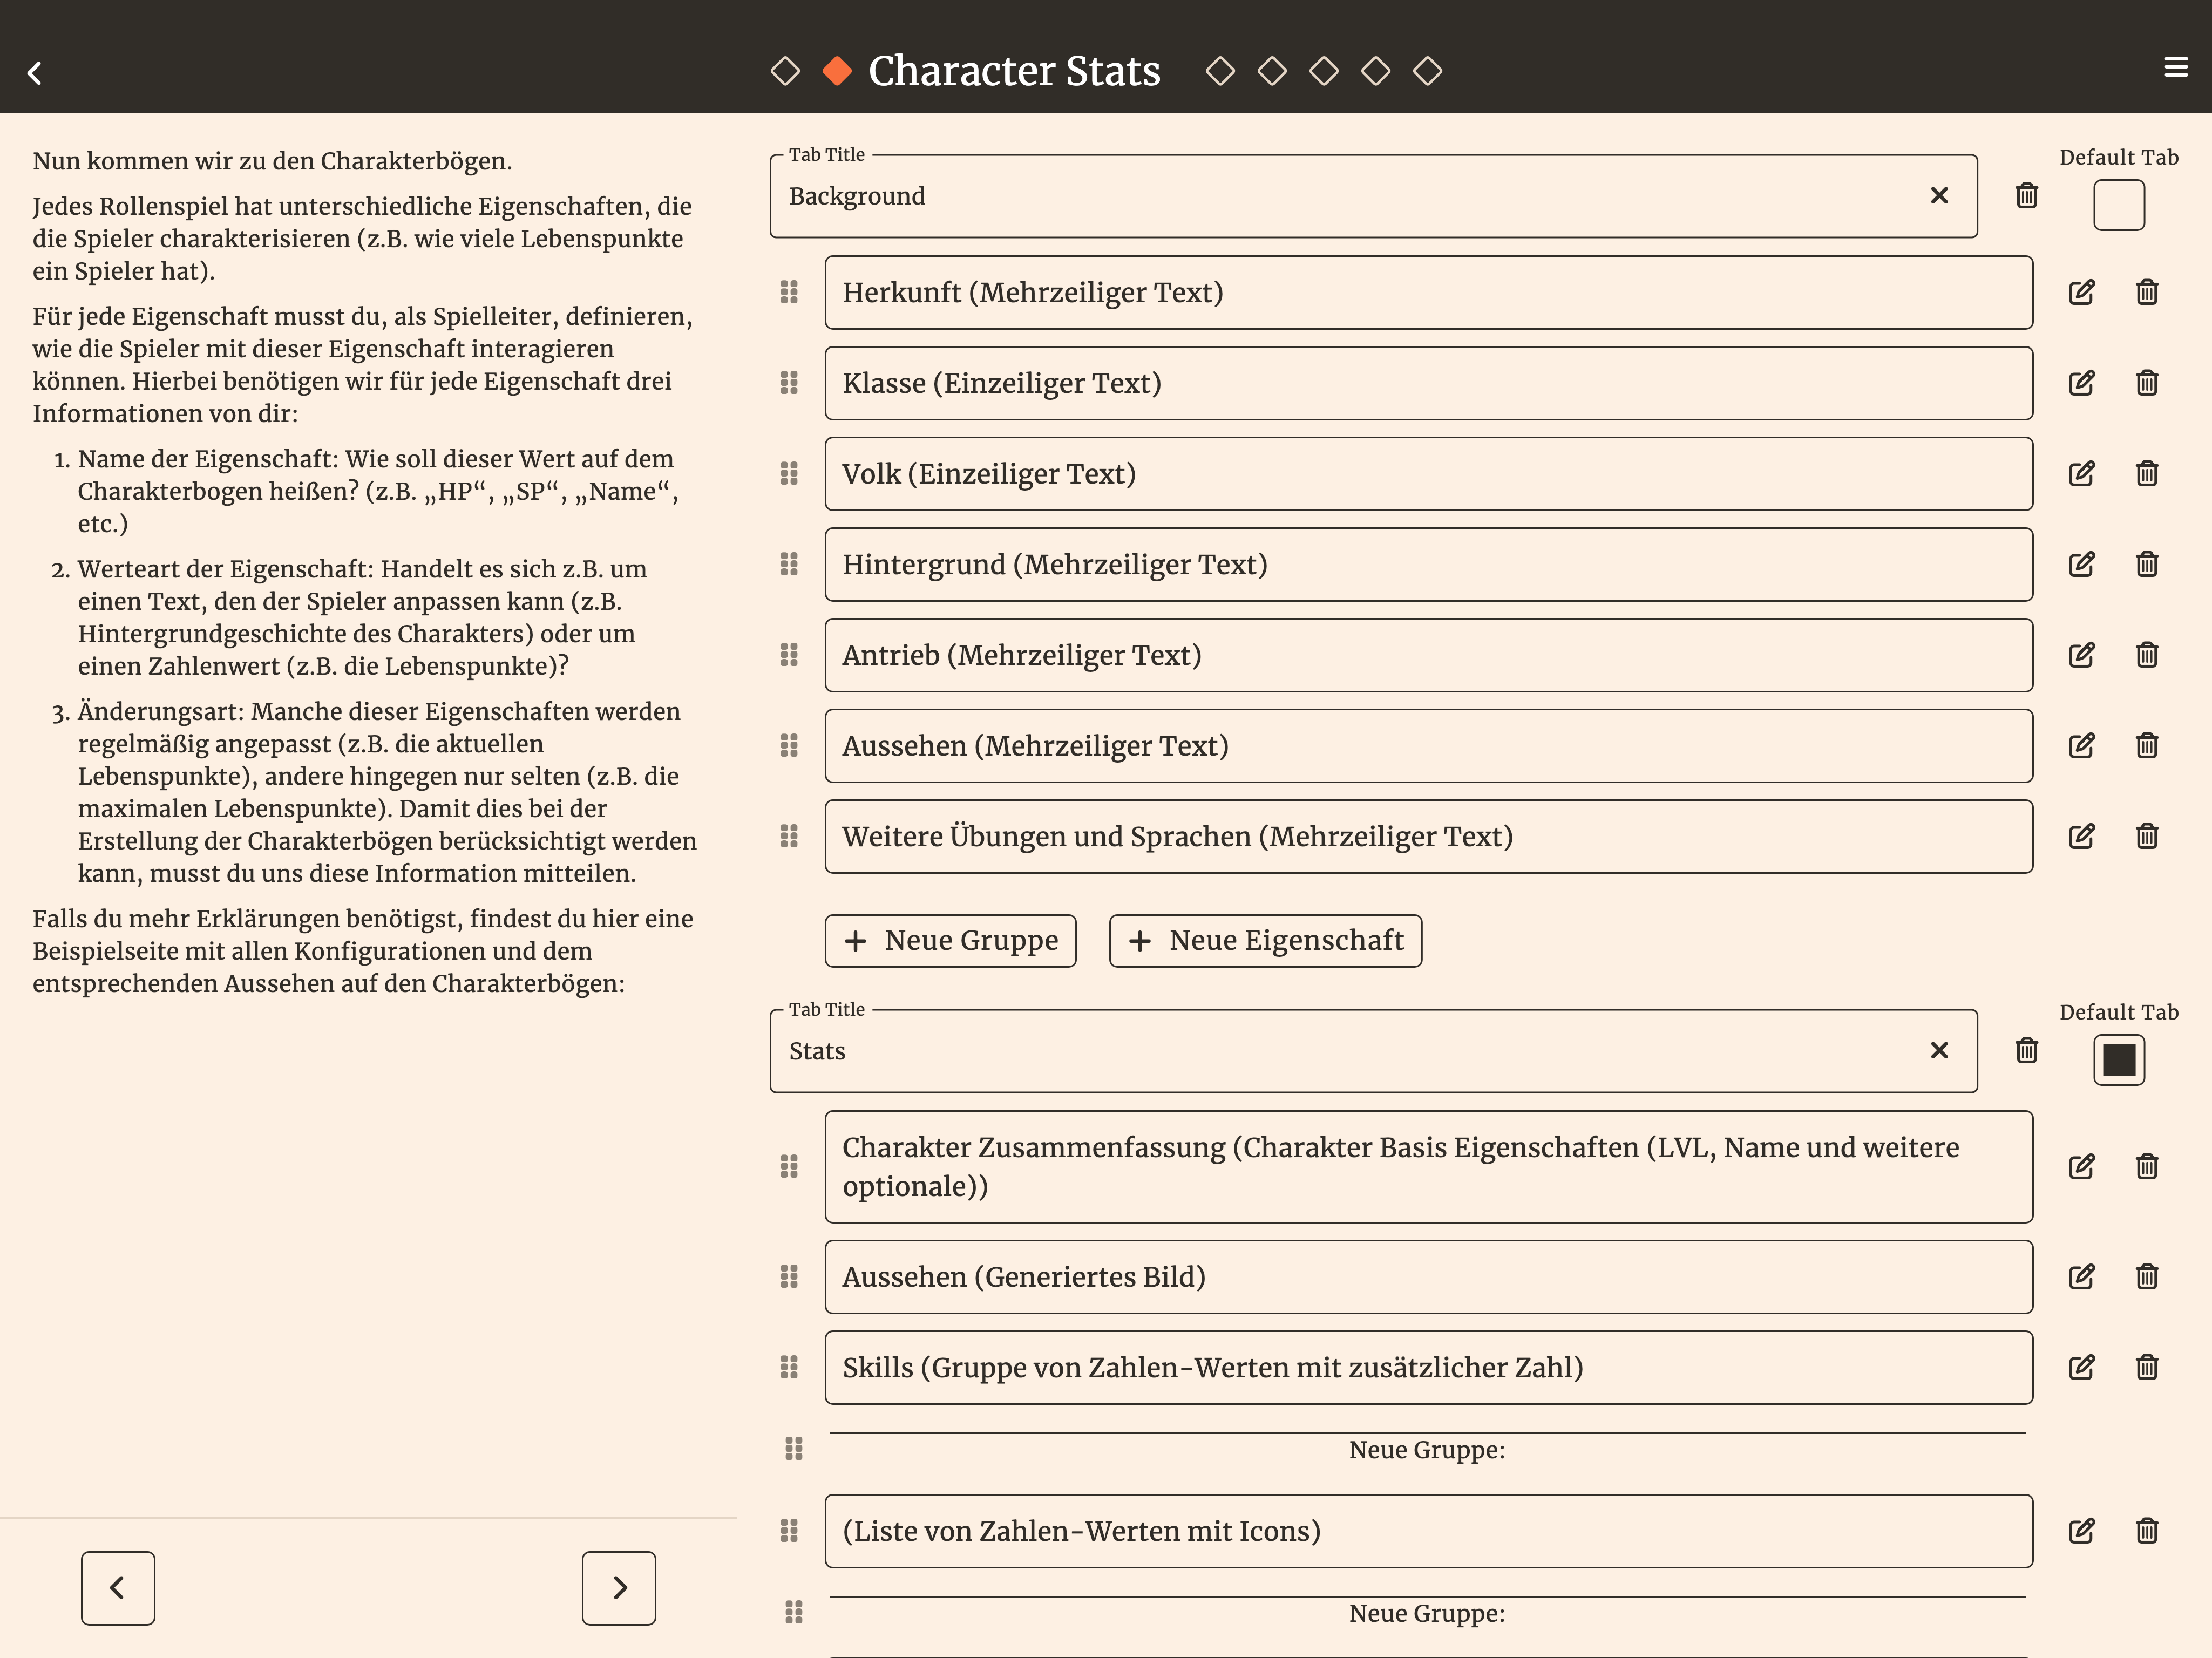 Character Stats
Nun kommen wir zu den Charakterbögen.
Jedes Rollenspiel hat unterschiedliche Eigenschaften, die
die Spieler charakterisieren (z.B. wie viele Lebenspunkte
ein Spieler hat).
Für jede Eigenschaft musst du, als Spielleiter, definieren,
wie die Spieler mit dieser Eigenschaft interagieren
können. Hierbei benötigen wir für jede Eigenschaft drei
Informationen von dir:
1. Name der Eigenschaft: Wie soll dieser Wert auf dem
Charakterbogen heißen? (z.B. „HP“, „SP“, „Name“,
etc.)
2. Werteart der Eigenschaft: Handelt es sich z.B. um
einen Text, den der Spieler anpassen kann (z.B.
Hintergrundgeschichte des Charakters) oder um
einen Zahlenwert (z.B. die Lebenspunkte)?
3. Änderungsart: Manche dieser Eigenschaften werden
regelmäßig angepasst (z.B. die aktuellen
Lebenspunkte), andere hingegen nur selten (z.B. die
maximalen Lebenspunkte). Damit dies bei der
Erstellung der Charakterbögen berücksichtigt werden
kann, musst du uns diese Information mitteilen.
Falls du mehr Erklärungen benötigst, findest du hier eine
Beispielseite mit allen Konfigurationen und dem
entsprechenden Aussehen auf den Charakterbögen:
Tab Title
Background
Default Tab
Herkunft (Mehrzeiliger Text)
Klasse (Einzeiliger Text)
Volk (Einzeiliger Text)
Hintergrund (Mehrzeiliger Text)
Antrieb (Mehrzeiliger Text)
Aussehen (Mehrzeiliger Text)
Weitere Übungen und Sprachen (Mehrzeiliger Text)
+ Neue Gruppe
+ Neue Eigenschaft
Tab Title
Stats
Default Tab
Charakter Zusammenfassung (Charakter Basis Eigenschaften (LVL, Name und weitere
optionale))
Aussehen (Generiertes Bild)
Skills (Gruppe von Zahlen-Werten mit zusätzlicher Zahl)
Neue Gruppe:
(Liste von Zahlen-Werten mit Icons)
Neue Gruppe: